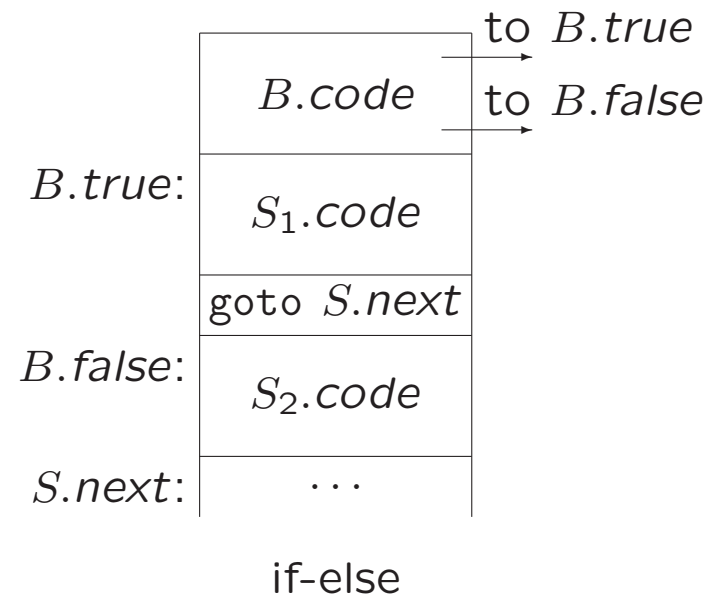 to B.true
B.code
to B.false
B.true:
S₁.code
goto S.next
B.false:
S₂.code
S.next:
...
if-else